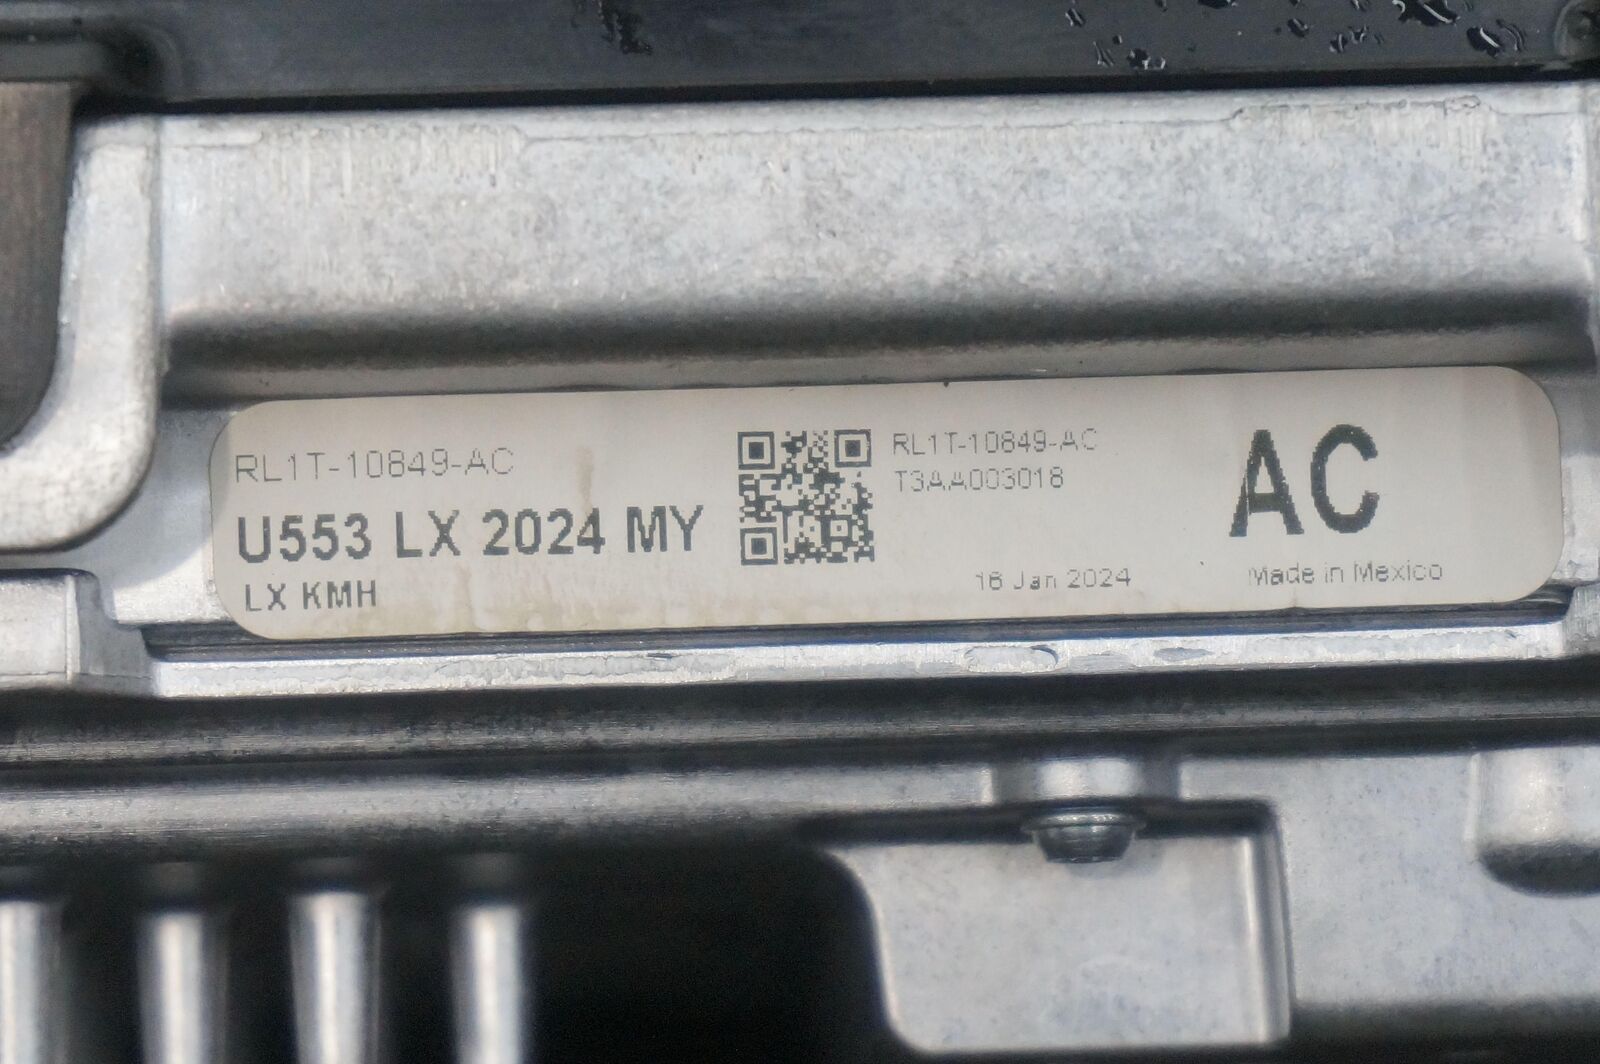 RL1T-10849-AC
U553 LX 2024 MY
LX KMH
RL1T-10849-AC
T3AA003018
16 Jan 2024
AC
Made in Mexico